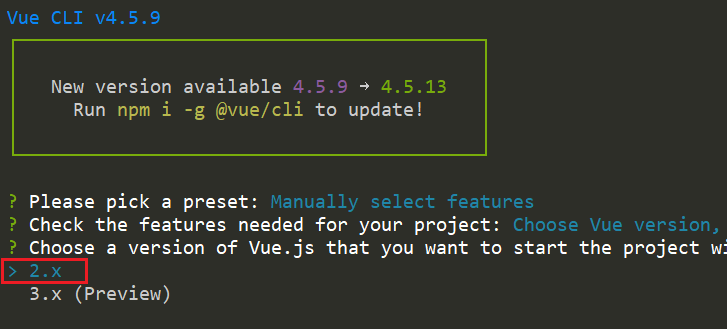 Vue CLI v4.5.9
New version available 4.5.9 → 4.5.13
Run npm i -g @vue/cli to update!
? Please pick a preset: Manually select features
? Check the features needed for your project: Choose Vue version,
? Choose a version of Vue.js that you want to start the project wi
> 2.x
3.x (Preview)